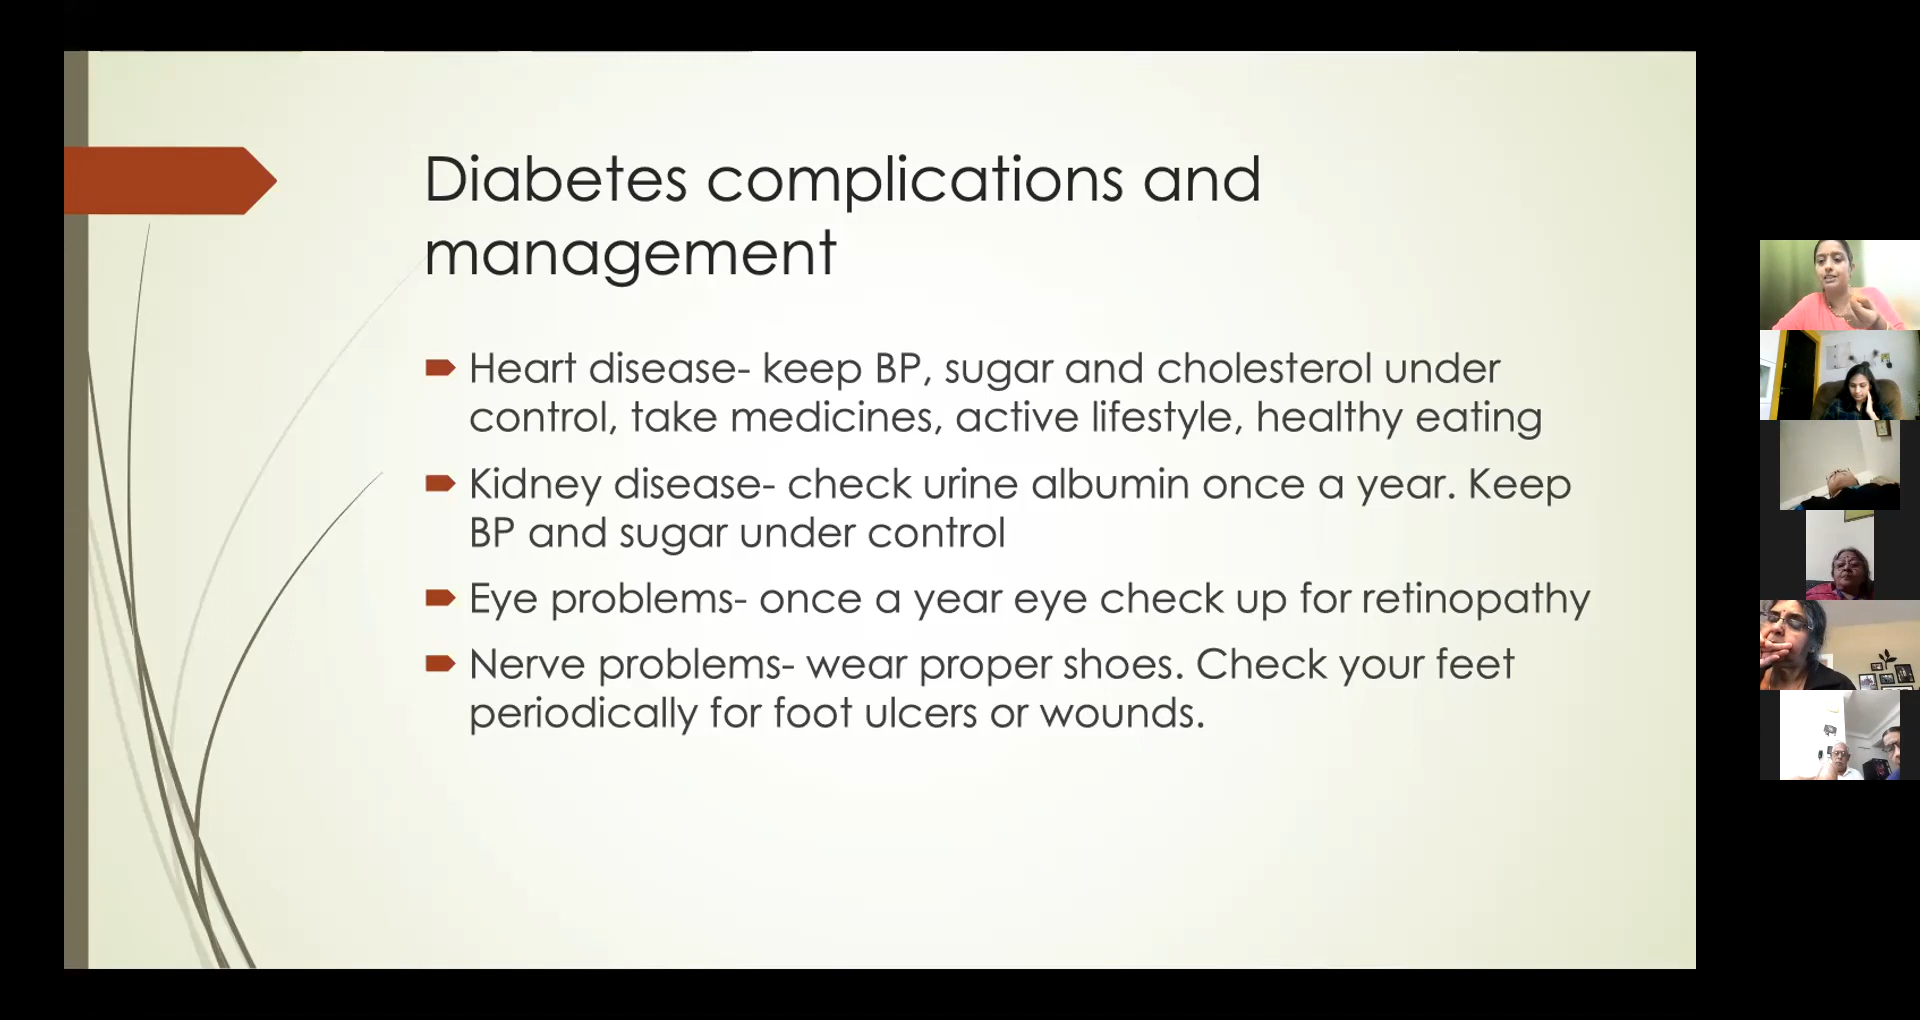 Diabetes complications and
management
Heart disease- keep BP, sugar and cholesterol under
control, take medicines, active lifestyle, healthy eating
Kidney disease- check urine albumin once a year. Keep
BP and sugar under control
Eye problems- once a year eye check up for retinopathy
Nerve problems- wear proper shoes. Check your feet
periodically for foot ulcers or wounds.